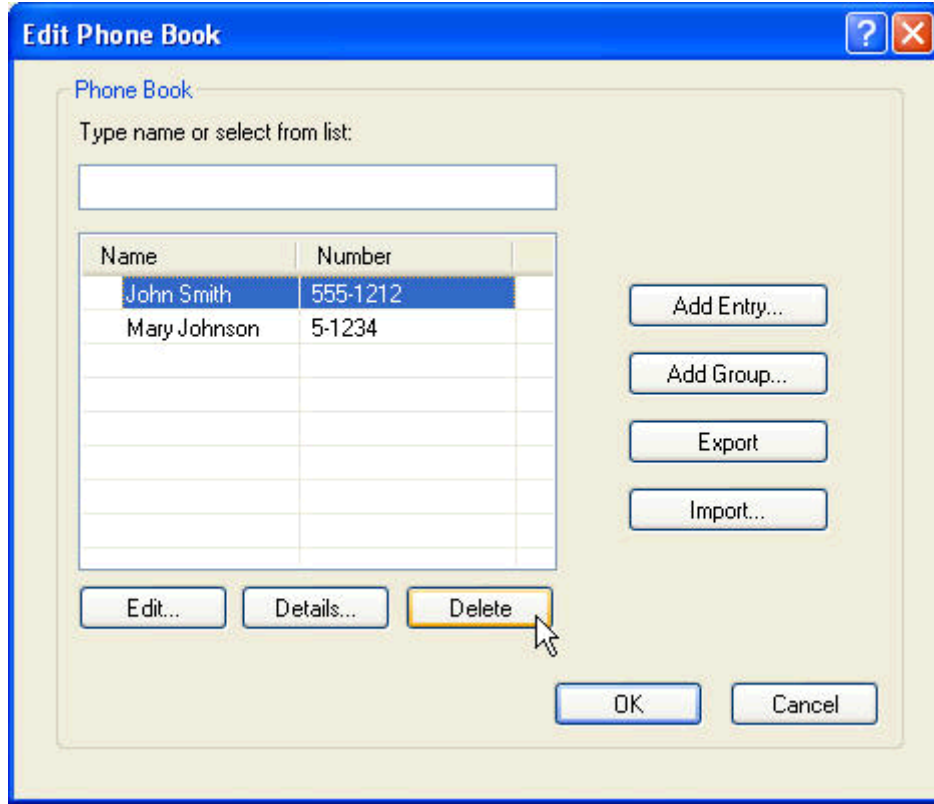 Edit Phone Book
?
Phone Book
Type name or select from list:
Name Number
John Smith 555-1212
Mary Johnson 5-1234
Add Entry...
Add Group...
Export
Import...
Edit... Details... Delete
OK Cancel